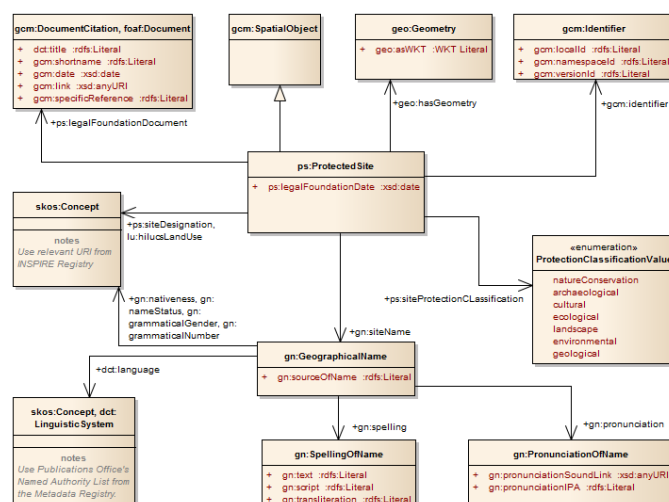 gcm:DocumentCitation, foaf:Document
+ dct:title :rdfs:Literal
+ gcm:shortname :rdfs:Literal
+ gcm:date :xsd:date
+ gcm:link :xsd:anyURI
+ gcm:specificReference :rdfs:Literal
gcm:SpatialObject
geo:Geometry
+ geo:asWKT :WKT Literal
gcm:Identifier
+ gcm:localId :rdfs:Literal
+ gcm:namespaceId :rdfs:Literal
+ gcm:versionId :rdfs:Literal
+ps:legalFoundationDocument
+geo:hasGeometry
+gcm:identifier
ps:ProtectedSite
+ ps:legalFoundationDate :xsd:date
skos:Concept
notes
Use relevant URI from
INSPIRE Registry
+ps:siteDesignation,
lu:hilucsLandUse
«enumeration»
ProtectionClassificationValue
natureConservation
archaeological
cultural
ecological
landscape
environmental
geological
+ps:siteProtectionCLassification
+gn:nativeness, gn:
nameStatus, gn:
grammaticalGender, gn:
grammaticalNumber
+gn:siteName
gn:GeographicalName
+ gn:sourceOfName :rdfs:Literal
+dct:language
skos:Concept, dct:
LinguisticSystem
notes
Use Publications Office's
Named Authority List from
the Metadata Registry.
+gn:spelling
+gn:pronunciation
gn:SpellingOfName
+ gn:text :rdfs:Literal
+ gn:script :rdfs:Literal
+ gn:transliteration :rdfs:Literal
gn:PronunciationOfName
+ gn:pronunciationSoundLink :xsd:anyURI
+ gn:pronunciationIPA :rdfs:Literal